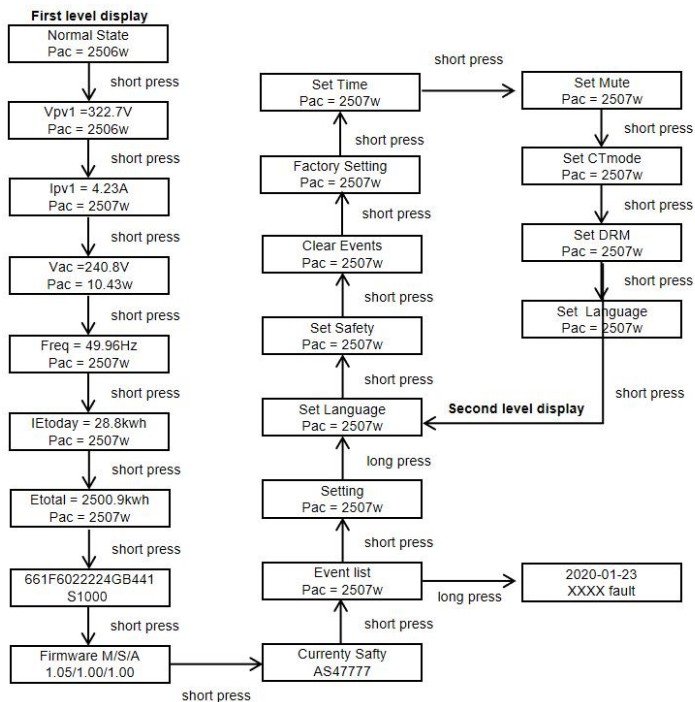 First level display
Normal State
Pac = 2506w
short press
Vpv1 =322.7V
Pac = 2506w
short press
Ipv1 = 4.23A
Pac = 2507w
short press
Vac =240.8V
Pac = 10.43w
short press
Freq = 49.96Hz
Pac = 2507w
short press
IEtoday = 28.8kwh
Pac = 2507w
short press
Etotal = 2500.9kwh
Pac = 2507w
short press
661F6022224GB441
S1000
short press
Firmware M/S/A
1.05/1.00/1.00
short press
Currenty Safty
AS47777
short press
Event list
Pac = 2507w
long press
2020-01-23
XXXX fault
short press
Setting
Pac = 2507w
long press
Second level display
Set Language
Pac = 2507w
short press
Set Safety
Pac = 2507w
short press
Clear Events
Pac = 2507w
short press
Factory Setting
Pac = 2507w
short press
Set Time
Pac = 2507w
short press
Set Mute
Pac = 2507w
short press
Set CTmode
Pac = 2507w
short press
Set DRM
Pac = 2507w
short press
Set Language
Pac = 2507w
short press